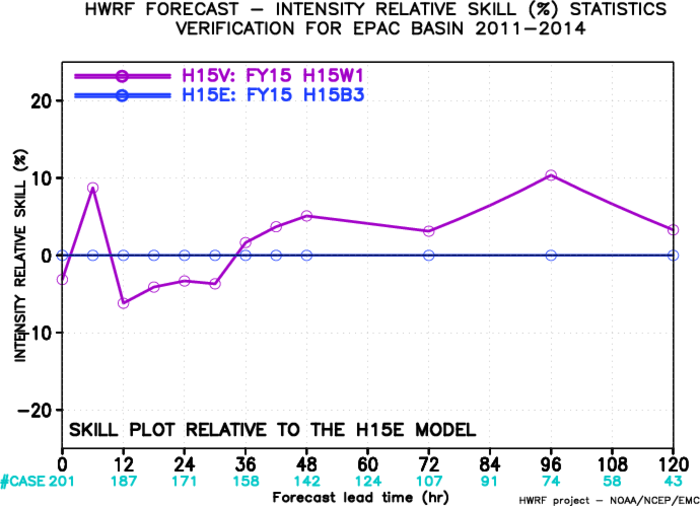 HWRF FORECAST – INTENSITY RELATIVE SKILL (%) STATISTICS
VERIFICATION FOR EPAC BASIN 2011–2014
H15V: FY15 H15W1
H15E: FY15 H15B3
INTENSITY RELATIVE SKILL (%)
20
10
0
−10
−20
SKILL PLOT RELATIVE TO THE H15E MODEL
0 12 24 36 48 60 72 84 96 108 120
#CASE 201 187 171 158 142 124 107 91 74 58 43
Forecast lead time (hr)
HWRF project – NOAA/NCEP/EMC